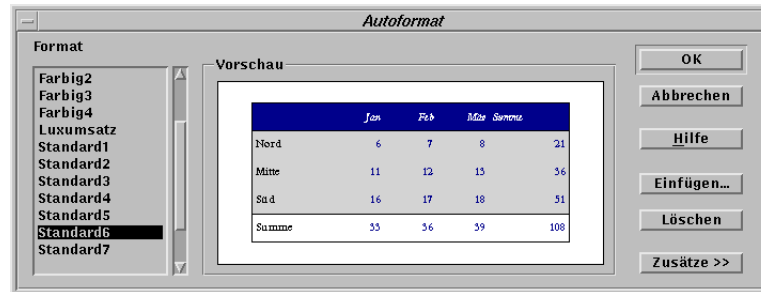 Autoformat
Format
Farbig2
Farbig3
Farbig4
Luxumsatz
Standard1
Standard2
Standard3
Standard4
Standard5
Standard6
Standard7
Vorschau
Jan Feb Mär Summe
Nord 6 7 8 21
Mitte 11 12 13 36
Süd 16 17 18 51
Summe 33 36 39 108
OK
Abbrechen
Hilfe
Einfügen...
Löschen
Zusätze >>